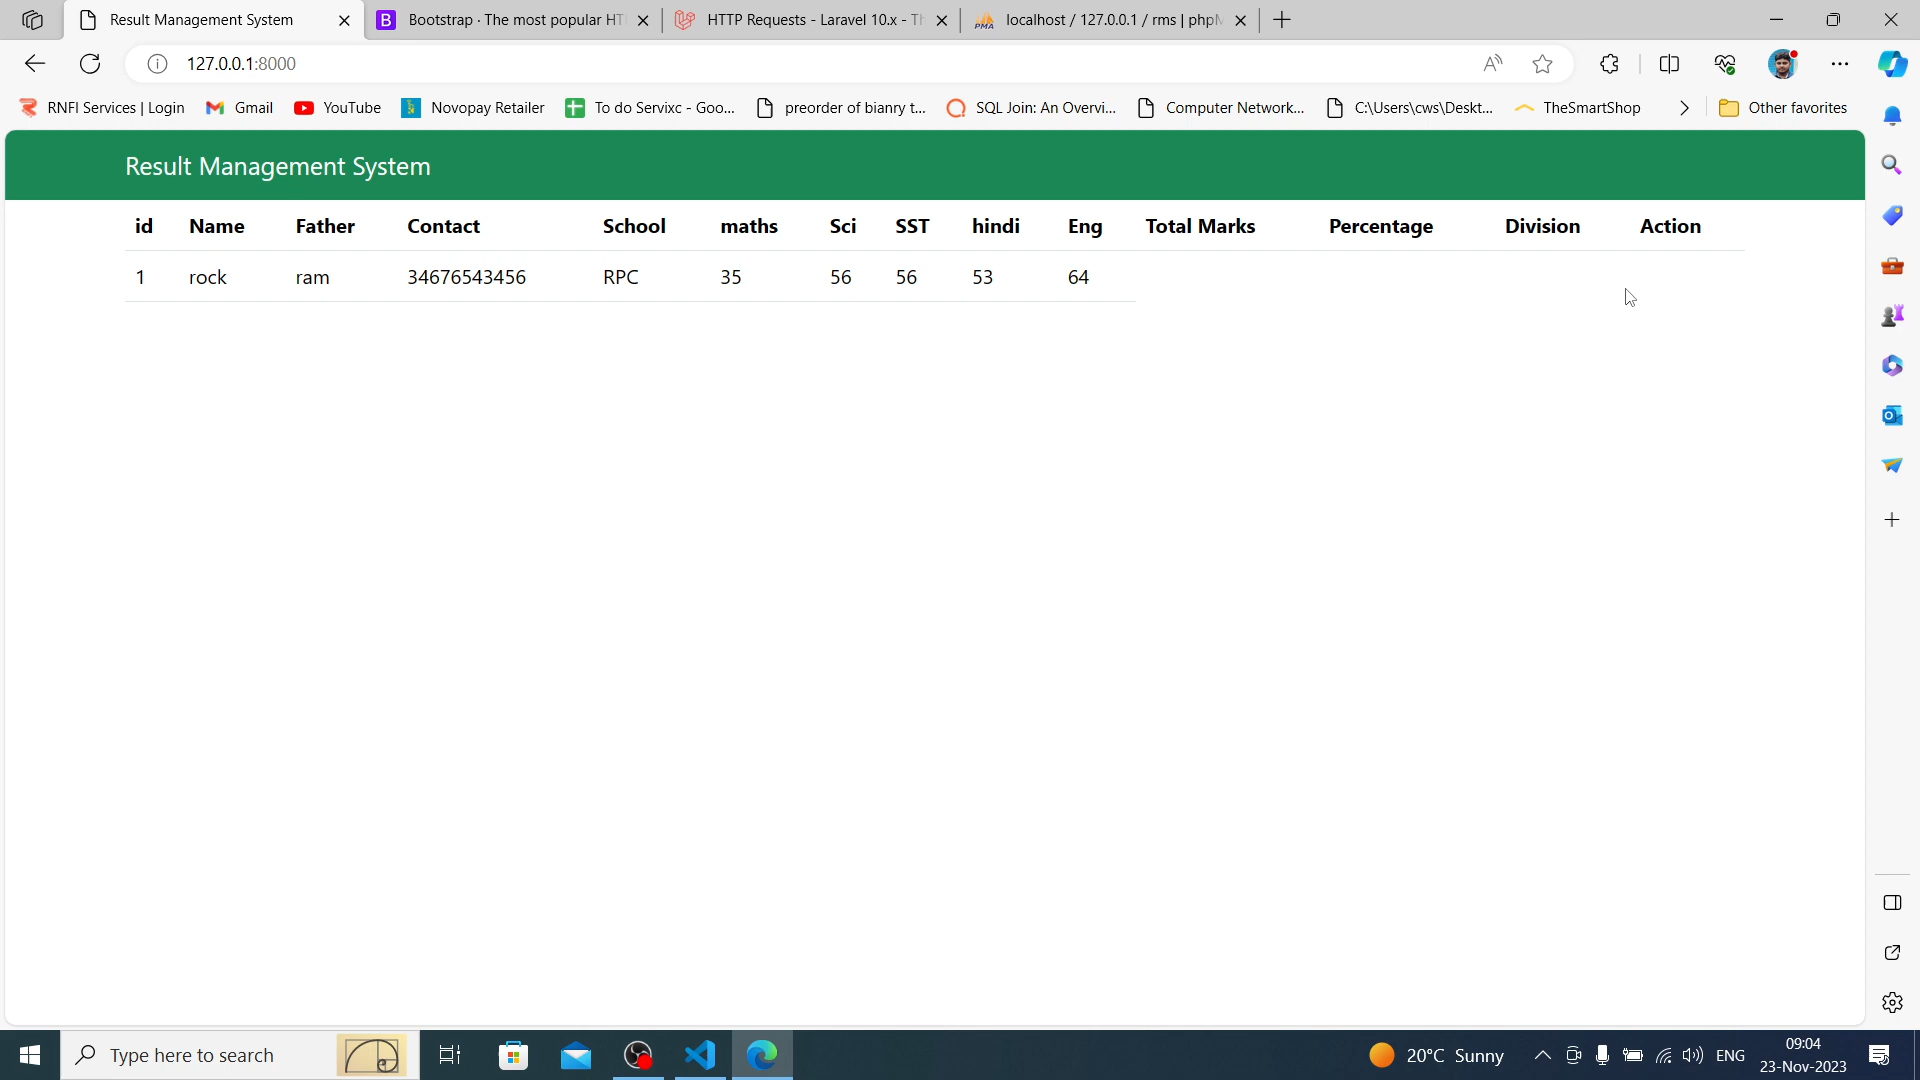 Result Management System
Bootstrap · The most popular HT
HTTP Requests - Laravel 10.x - Th
localhost / 127.0.0.1 / rms | phpM
127.0.0.1:8000
RNFI Services | Login
Gmail
YouTube
Novopay Retailer
To do Servixc - Goo...
preorder of bianry t...
SQL Join: An Overvi...
Computer Network...
C:\Users\cws\Deskt...
TheSmartShop
Other favorites
Result Management System
id Name Father Contact School maths Sci SST hindi Eng Total Marks Percentage Division Action
1 rock ram 34676543456 RPC 35 56 56 53 64
Type here to search
20°C Sunny
ENG
09:04
23-Nov-2023